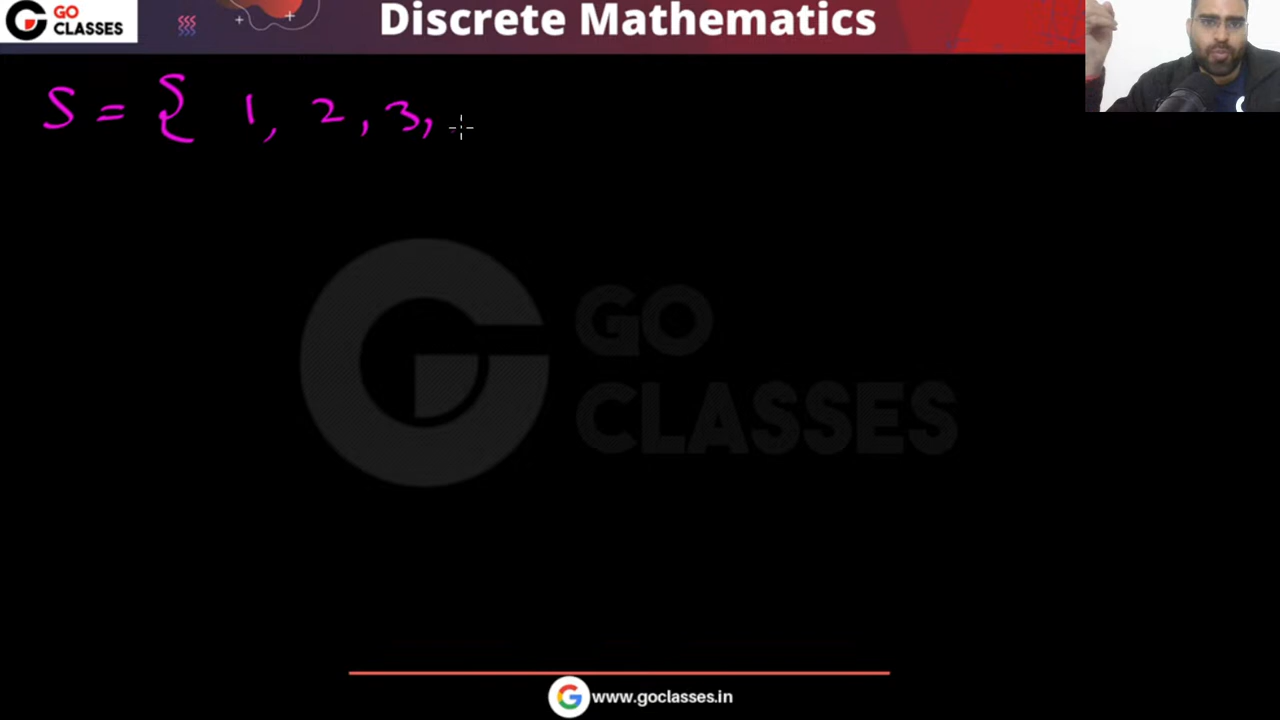 GO
CLASSES
Discrete Mathematics
S = { 1, 2, 3,
GO
CLASSES
www.goclasses.in